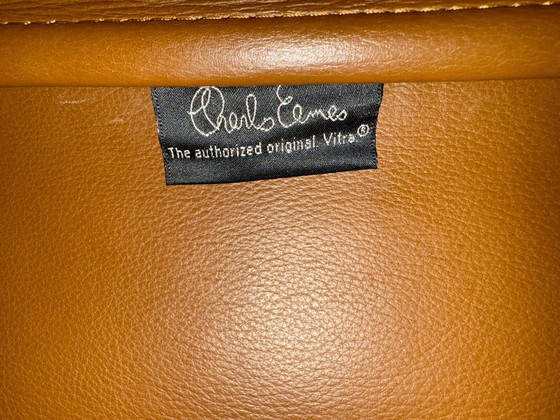 Charles Eames
The authorized original. Vitra.®